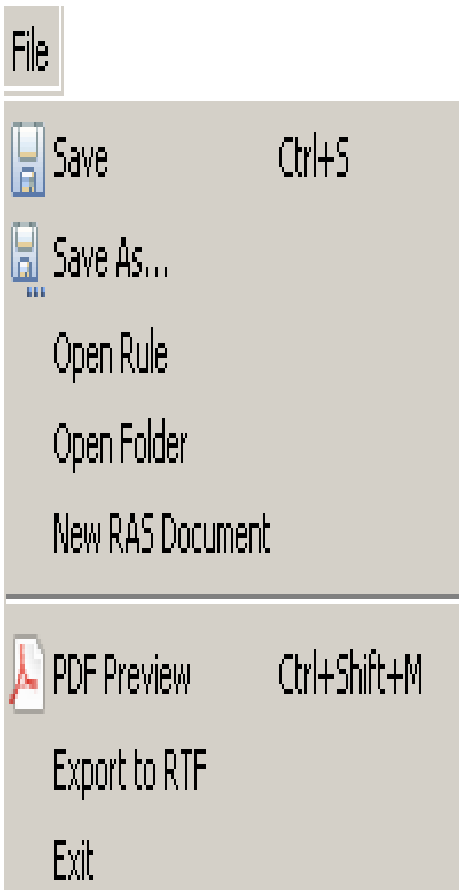 File
Save Ctrl+S
Save As...
Open Rule
Open Folder
New RAS Document
PDF Preview Ctrl+Shift+M
Export to RTF
Exit